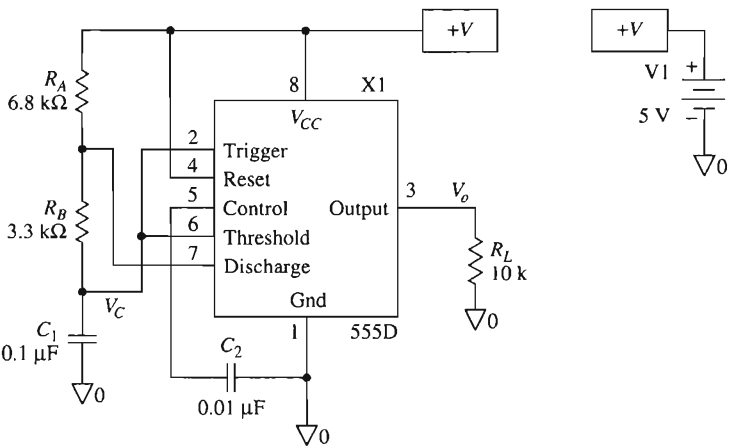 +V
+V
R_A
6.8 kΩ
8
X1
V1
+
V_CC
5 V
−
2
Trigger
0
4
Reset
5
Control
Output
3
V_o
R_B
3.3 kΩ
6
Threshold
7
Discharge
R_L
10 k
V_C
Gnd
0
C_1
0.1 μF
1
555D
C_2
0
0.01 μF
0